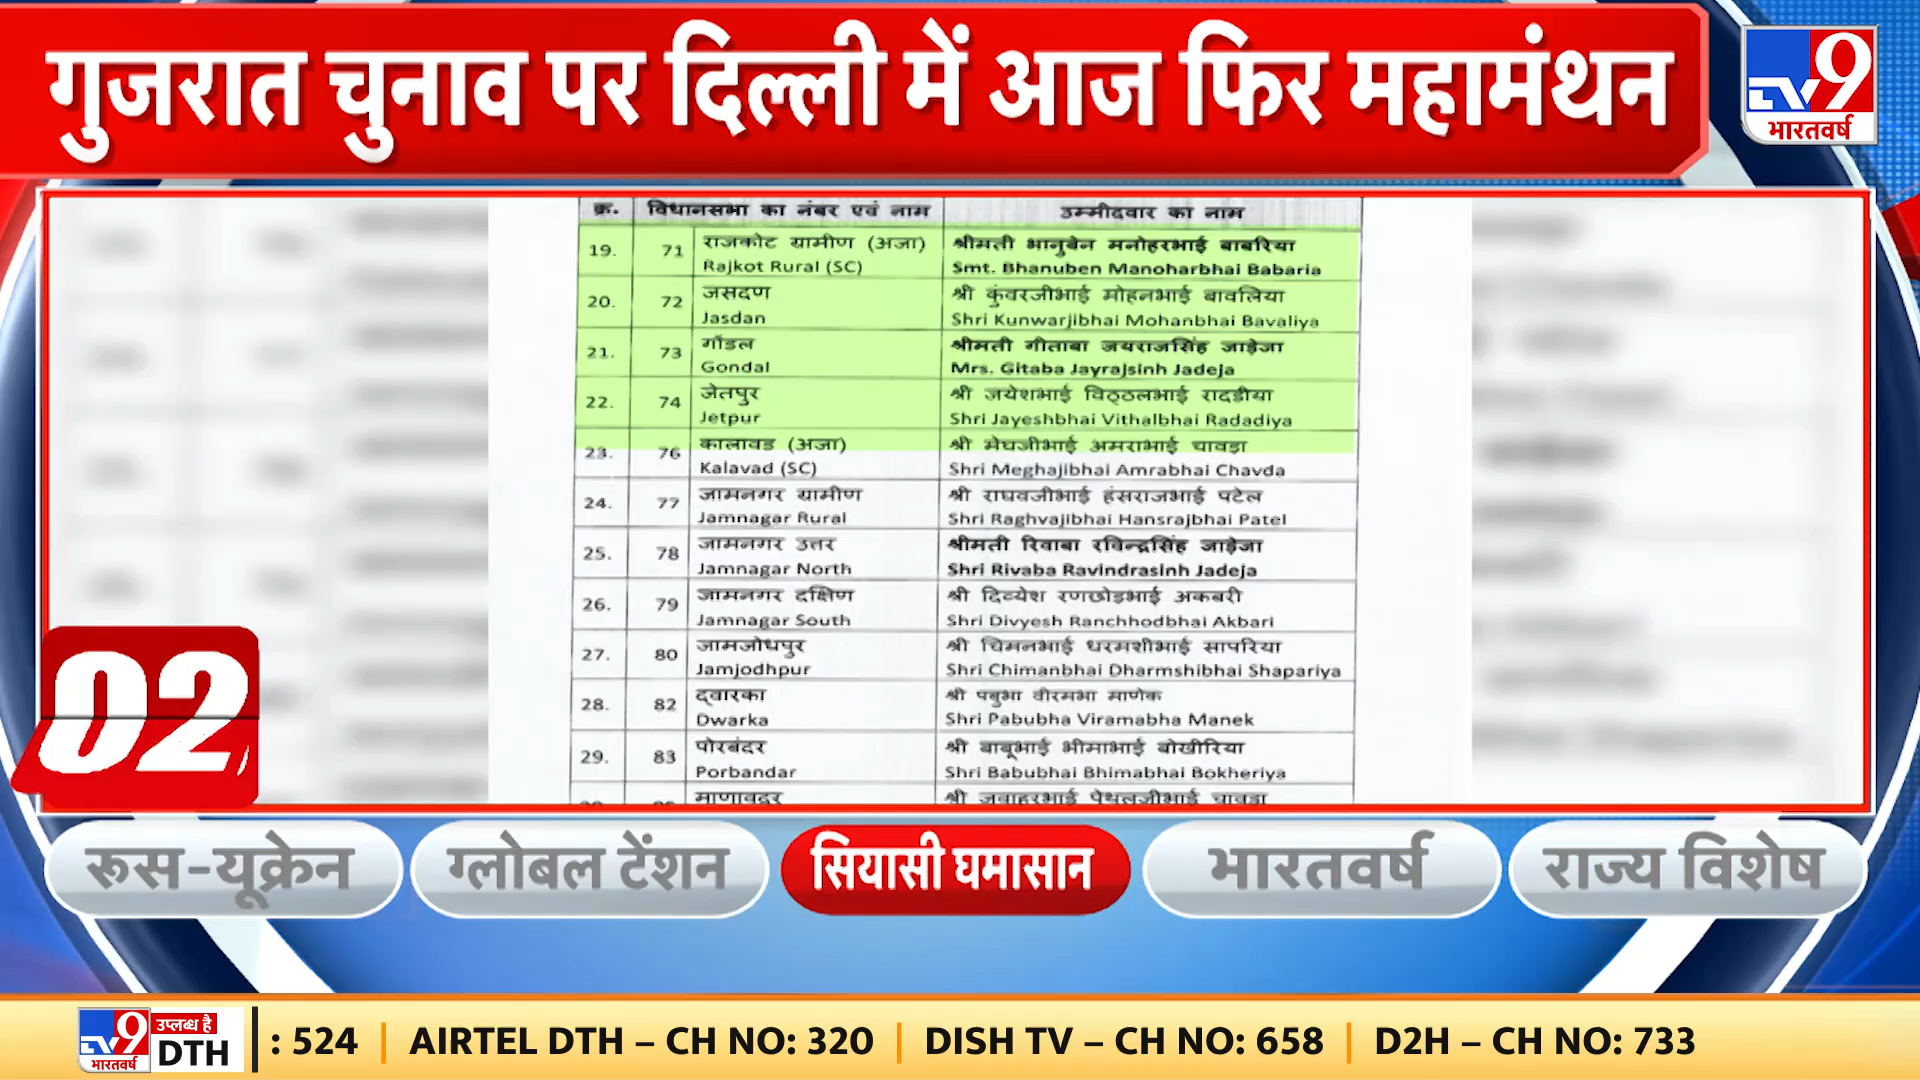 गुजरात चुनाव पर दिल्ली में आज फिर महामंथन
TV9
भारतवर्ष
क्र. विधानसभा का नंबर एवं नाम उम्मीदवार का नाम
19. 71 राजकोट ग्रामीण (अजा) श्रीमती भानुबेन मनोहरभाई बाबरिया
Rajkot Rural (SC) Smt. Bhanuben Manoharbhai Babaria
20. 72 जसदण श्री कुंवरजीभाई मोहनभाई बावलिया
Jasdan Shri Kunwarjibhai Mohanbhai Bavaliya
21. 73 गोंडल श्रीमती गीताबा जयराजसिंह जाड़ेजा
Gondal Mrs. Gitaba Jayrajsinh Jadeja
22. 74 जेतपुर श्री जयेशभाई विठ्ठलभाई रादडीया
Jetpur Shri Jayeshbhai Vithalbhai Radadiya
23. 76 कालावड (अजा) श्री मेघजीभाई अमराभाई चावड़ा
Kalavad (SC) Shri Meghajibhai Amrabhai Chavda
24. 77 जामनगर ग्रामीण श्री राघवजीभाई हंसराजभाई पटेल
Jamnagar Rural Shri Raghvajibhai Hansrajbhai Patel
25. 78 जामनगर उत्तर श्रीमती रिवाबा रविन्द्रसिंह जाड़ेजा
Jamnagar North Shri Rivaba Ravindrasinh Jadeja
26. 79 जामनगर दक्षिण श्री दिव्येश रणछोड़भाई अकबरी
Jamnagar South Shri Divyesh Ranchhodbhai Akbari
27. 80 जामजोधपुर श्री चिमनभाई धरमशीभाई सापरिया
Jamjodhpur Shri Chimanbhai Dharmshibhai Shapariya
28. 82 द्वारका श्री पबुभा वीरमभा माणेक
Dwarka Shri Pabubha Viramabha Manek
29. 83 पोरबंदर श्री बाबूभाई भीमाभाई बोखीरिया
Porbandar Shri Babubhai Bhimabhai Bokheriya
माणावदर श्री जवाहरभाई पेथलजीभाई चावडा
02
रूस-यूक्रेन ग्लोबल टेंशन सियासी घमासान भारतवर्ष राज्य विशेष
TV9 भारतवर्ष उपलब्ध है DTH : 524 | AIRTEL DTH – CH NO: 320 | DISH TV – CH NO: 658 | D2H – CH NO: 733